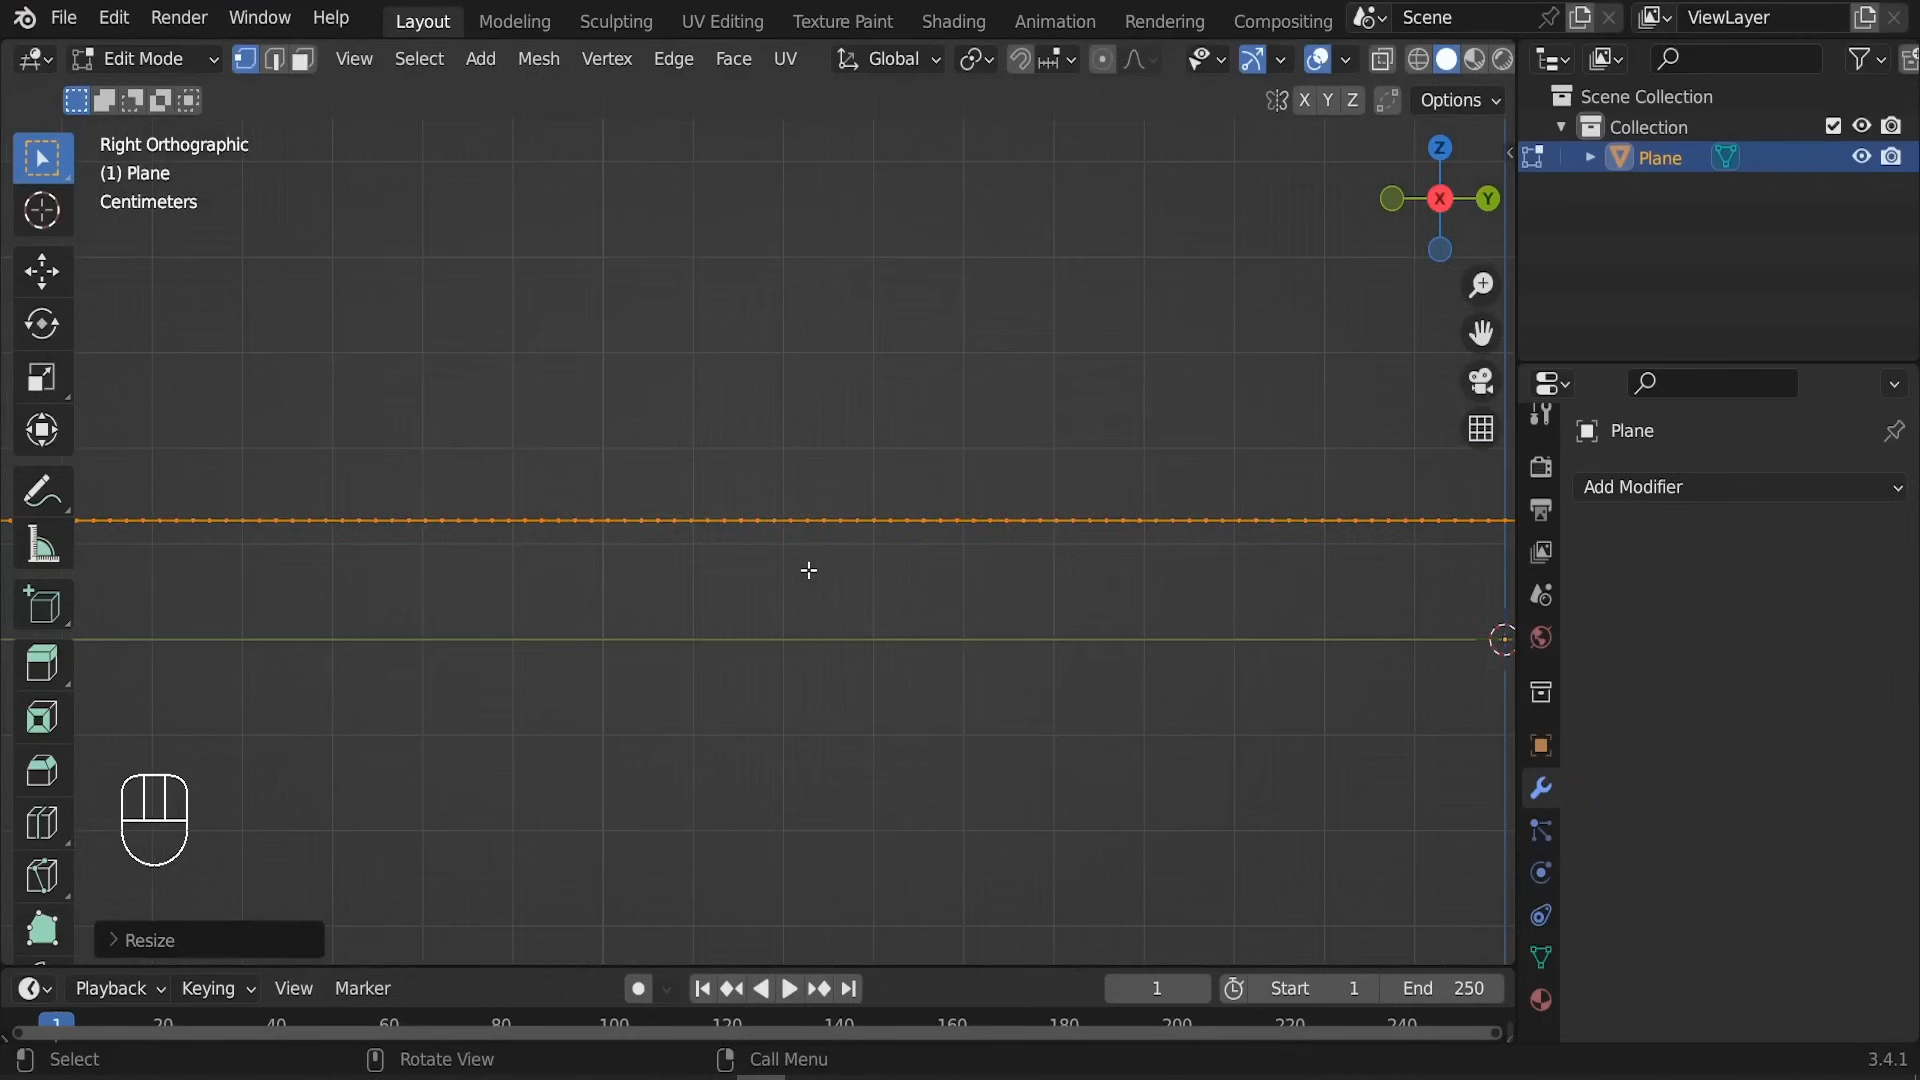 File Edit Render Window Help Layout Modeling Sculpting UV Editing Texture Paint Shading Animation Rendering Compositing Scene ViewLayer
Edit Mode View Select Add Mesh Vertex Edge Face UV Global
X Y Z Options
Scene Collection
Collection
Plane
Right Orthographic
(1) Plane
Centimeters
Z
X
Y
Plane
Add Modifier
Resize
Playback Keying View Marker 1 Start 1 End 250
1 20 40 60 80 100 120 140 160 180 200 220 240
Select Rotate View Call Menu 3.4.1